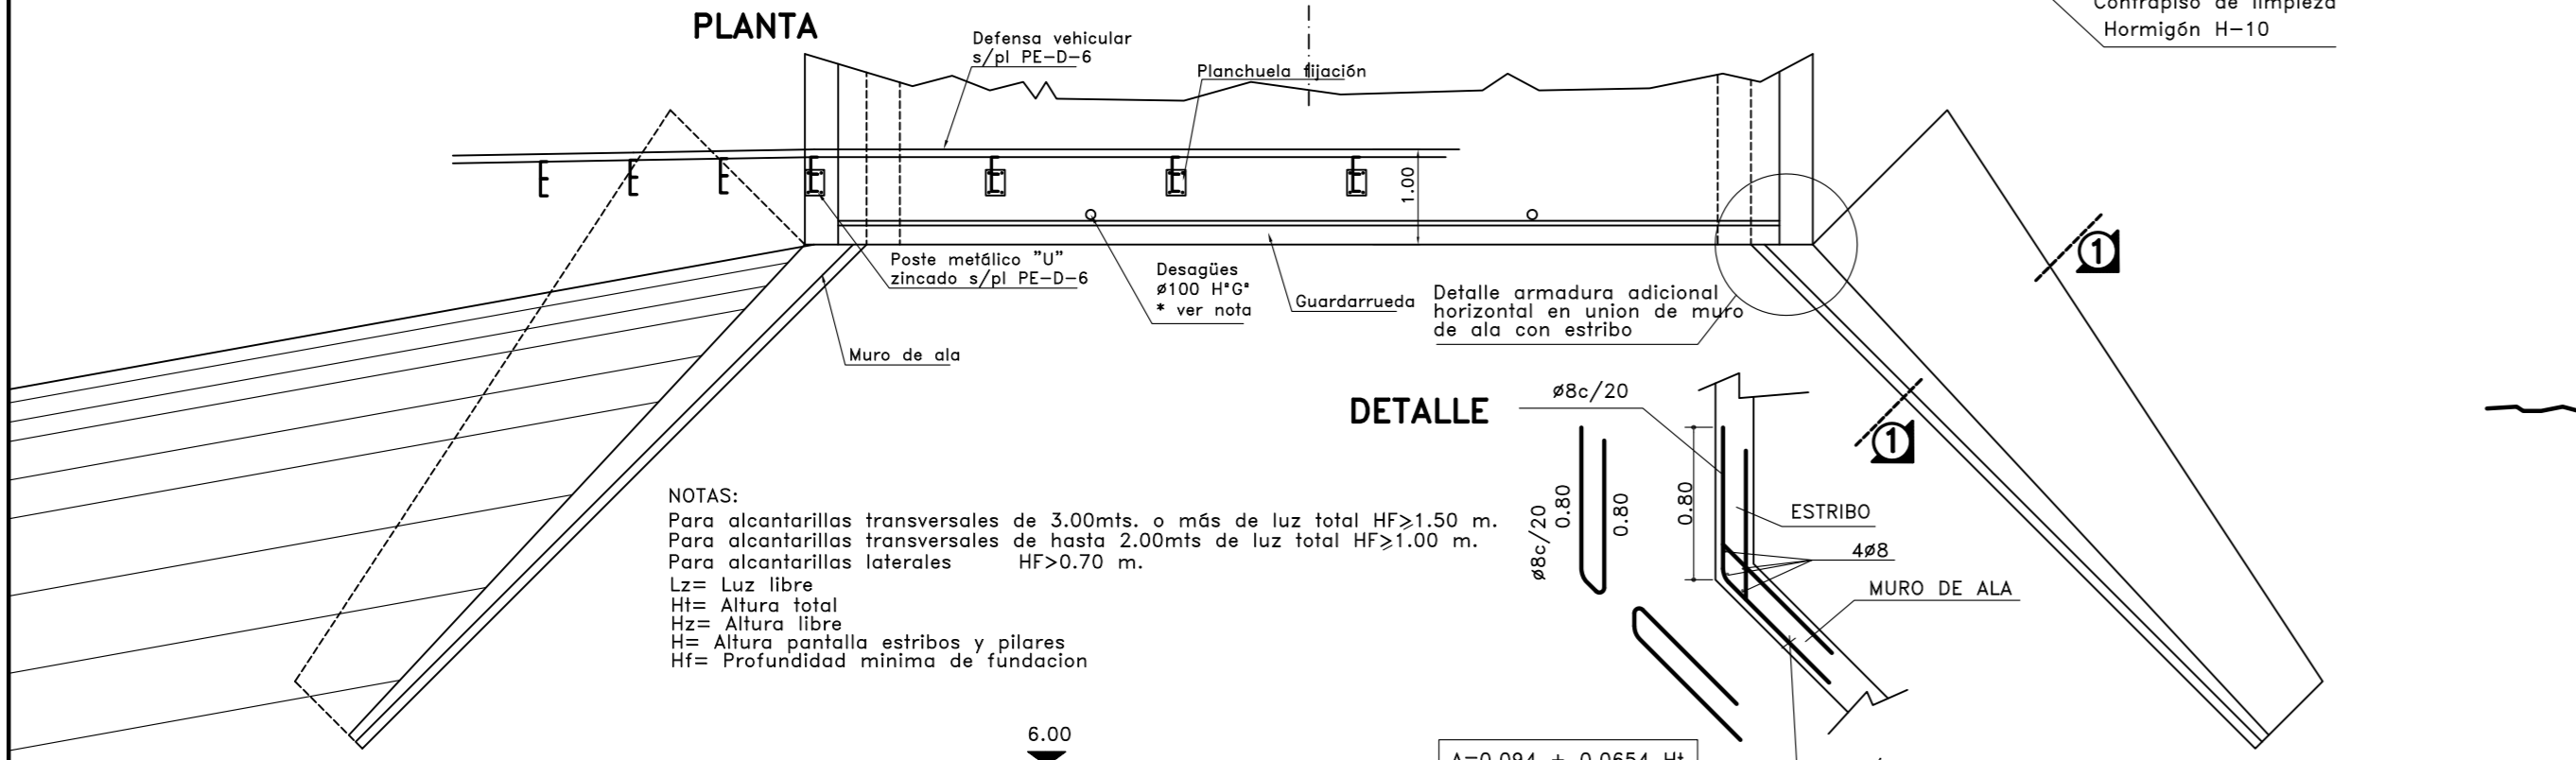 PLANTA
Defensa vehicular
s/pl PE-D-6
Planchuela fijación
Contrapiso de limpieza
Hormigón H-10
1.00
Poste metálico "U"
zincado s/pl PE-D-6
Desagües
ø100 HºGº
* ver nota
Guardarrueda
Detalle armadura adicional
horizontal en union de muro
de ala con estribo
Muro de ala
1
1
DETALLE
ø8c/20
ø8c/20
0.80
0.80
0.80
ESTRIBO
4ø8
MURO DE ALA
NOTAS:
Para alcantarillas transversales de 3.00mts. o más de luz total HF≥1.50 m.
Para alcantarillas transversales de hasta 2.00mts de luz total HF≥1.00 m.
Para alcantarillas laterales HF>0.70 m.
Lz= Luz libre
Ht= Altura total
Hz= Altura libre
H= Altura pantalla estribos y pilares
Hf= Profundidad minima de fundacion
6.00
A=0.094 + 0.0654 Ht